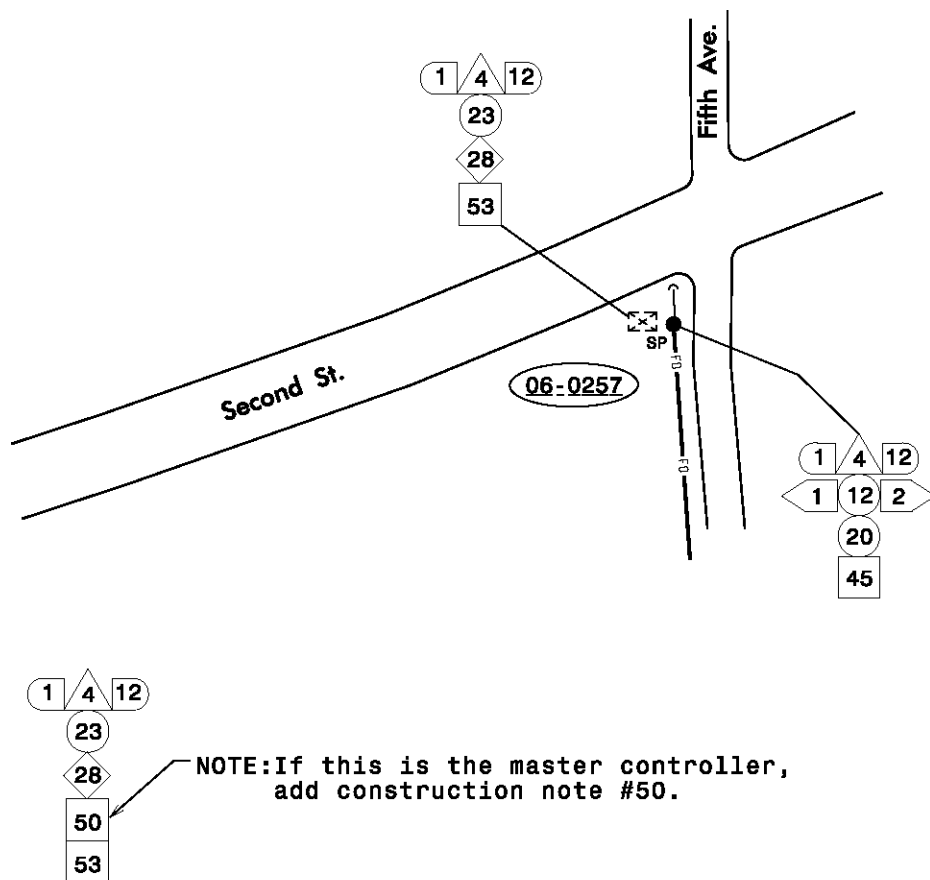 Fifth Ave.
1 4 12
23
28
53
SP
FO
Second St.
06-0257
FO
1 4 12
1 12 2
20
45
1 4 12
23
28
50
53
NOTE:If this is the master controller,
add construction note #50.